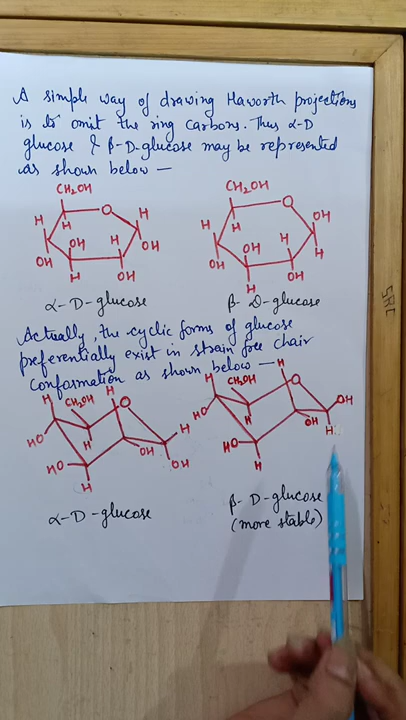 A simple way of drawing Haworth projections
is to omit the ring carbons. Thus α-D
glucose & β-D-glucose may be represented
as shown below —
CH₂OH CH₂OH
O O
H H H OH
H H
OH H OH H
OH OH OH H
H OH H OH
α-D-glucose β-D-glucose
Actually, the cyclic forms of glucose
preferentially exist in strain free chair
conformation as shown below —
H CH₂OH H O H CH₂OH H O
HO H H HO H OH
HO OH OH HO OH H
H H
α-D-glucose β-D-glucose
(more stable)
SRC